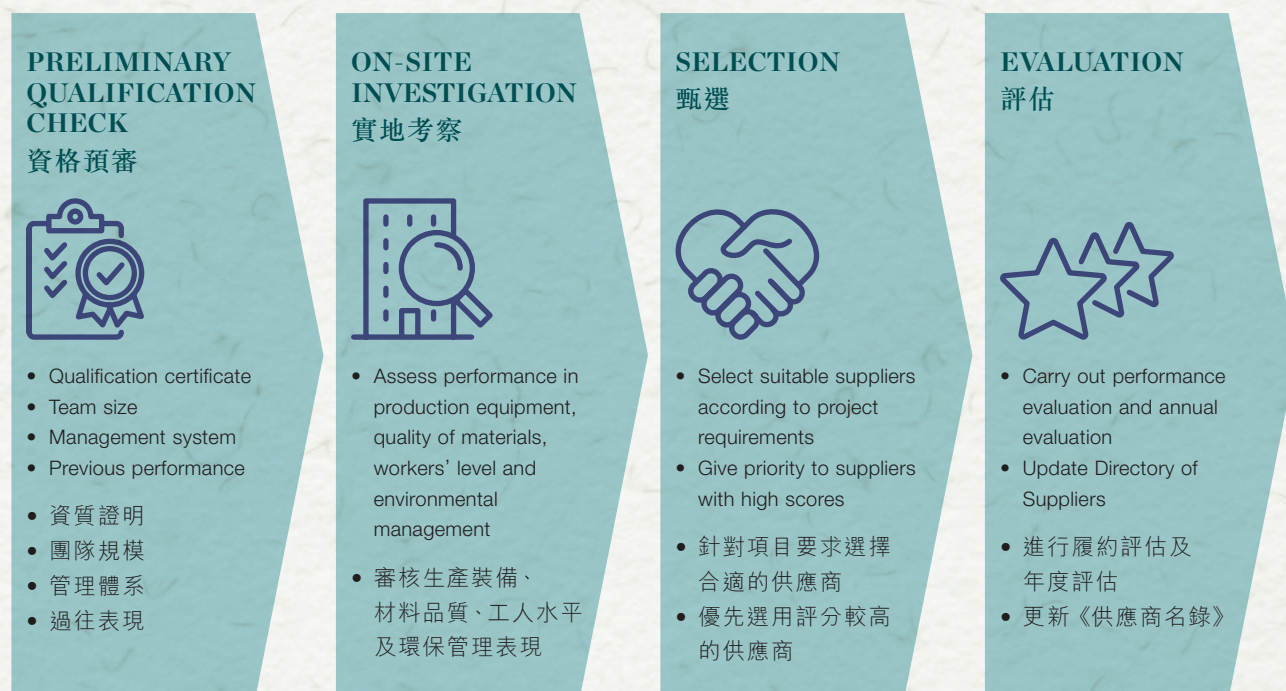 PRELIMINARY
QUALIFICATION
CHECK
資格預審
• Qualification certificate
• Team size
• Management system
• Previous performance
• 資質證明
• 團隊規模
• 管理體系
• 過往表現
ON-SITE
INVESTIGATION
實地考察
• Assess performance in
production equipment,
quality of materials,
workers’ level and
environmental
management
• 審核生產裝備、
材料品質、工人水平
及環保管理表現
SELECTION
甄選
• Select suitable suppliers
according to project
requirements
• Give priority to suppliers
with high scores
• 針對項目要求選擇
合適的供應商
• 優先選用評分較高
的供應商
EVALUATION
評估
• Carry out performance
evaluation and annual
evaluation
• Update Directory of
Suppliers
• 進行履約評估及
年度評估
• 更新《供應商名錄》